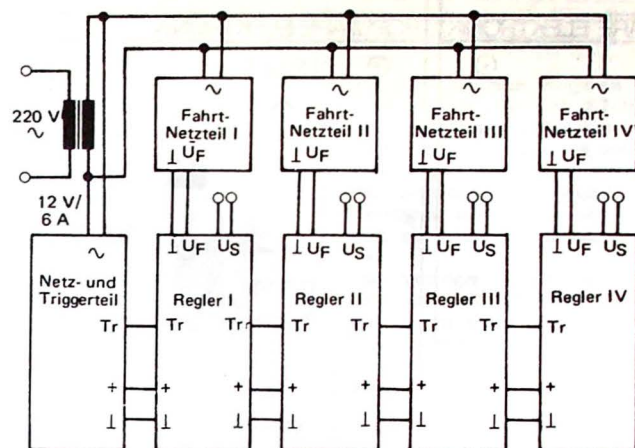 220 V
~
12 V/
6 A
~
Fahrt-
Netzteil I
⊥ UF
~
Fahrt-
Netzteil II
⊥ UF
~
Fahrt-
Netzteil III
⊥ UF
~
Fahrt-
Netzteil IV
⊥ UF
~
Netz- und
Triggerteil
Tr
+
⊥
⊥ UF US
Regler I
Tr Tr
+ +
⊥ ⊥
⊥ UF US
Regler II
Tr Tr
+ +
⊥ ⊥
⊥ UF US
Regler III
Tr Tr
+ +
⊥ ⊥
⊥ UF US
Regler IV
Tr
+
⊥